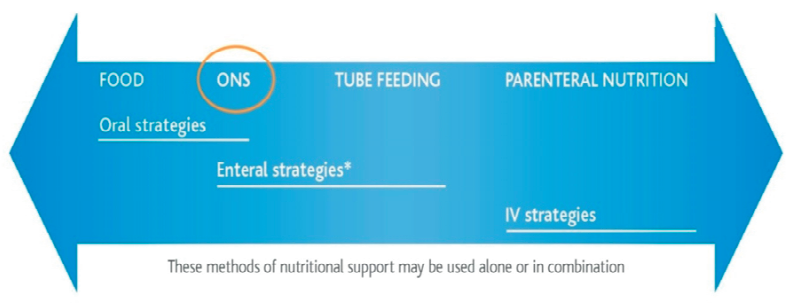 FOOD ONS TUBE FEEDING PARENTERAL NUTRITION
Oral strategies
Enteral strategies*
IV strategies
These methods of nutritional support may be used alone or in combination